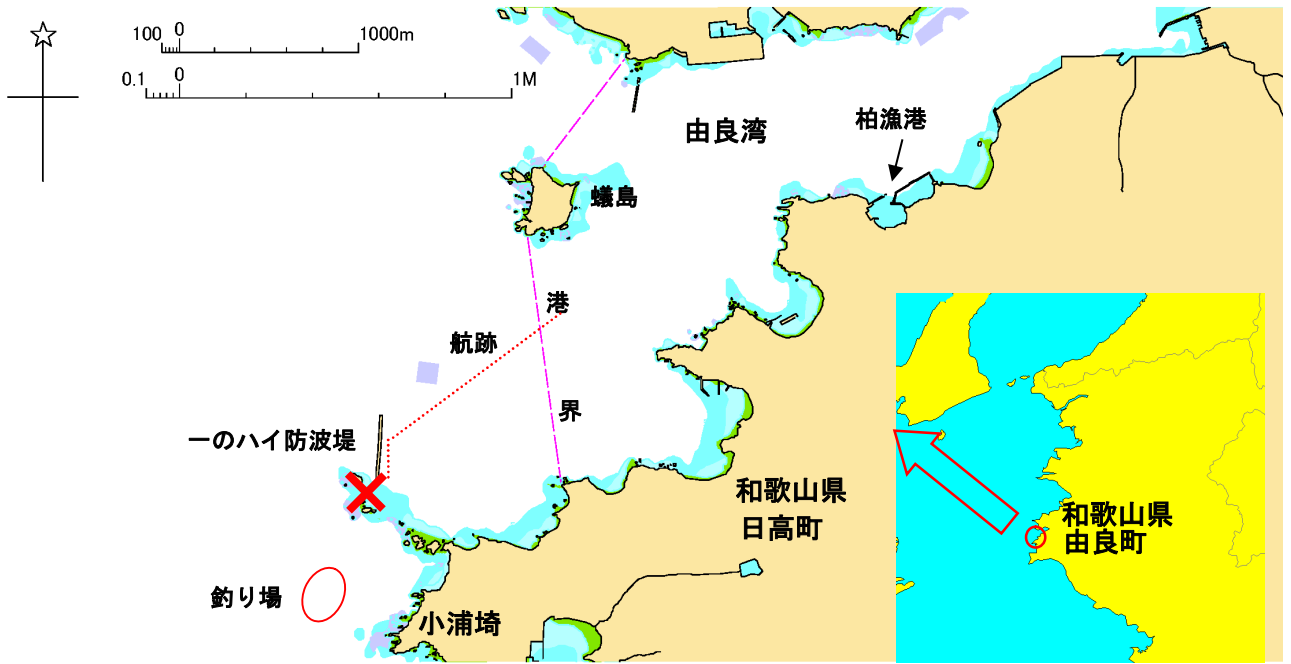 100 0 1000m
0.1 0 1M
由良湾
柏漁港
蟻島
港
航跡
界
一のハイ防波堤
和歌山県
日高町
和歌山県
由良町
釣り場
小浦埼